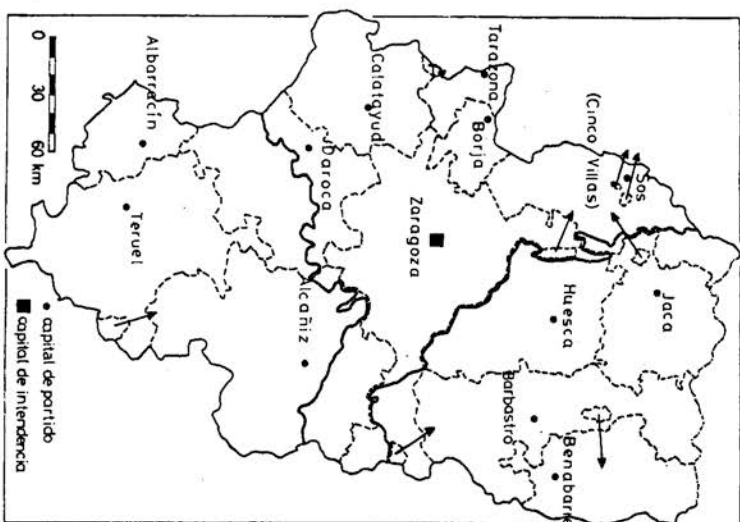 Jaca
Sos
(Cinco Villas)
Huesca
Benabarre
Barbastro
Tarazona
Borja
Zaragoza
Calatayud
Daroca
Alcañiz
Albarracín
Teruel
0 30 60 km
capital de partido
capital de intendencia